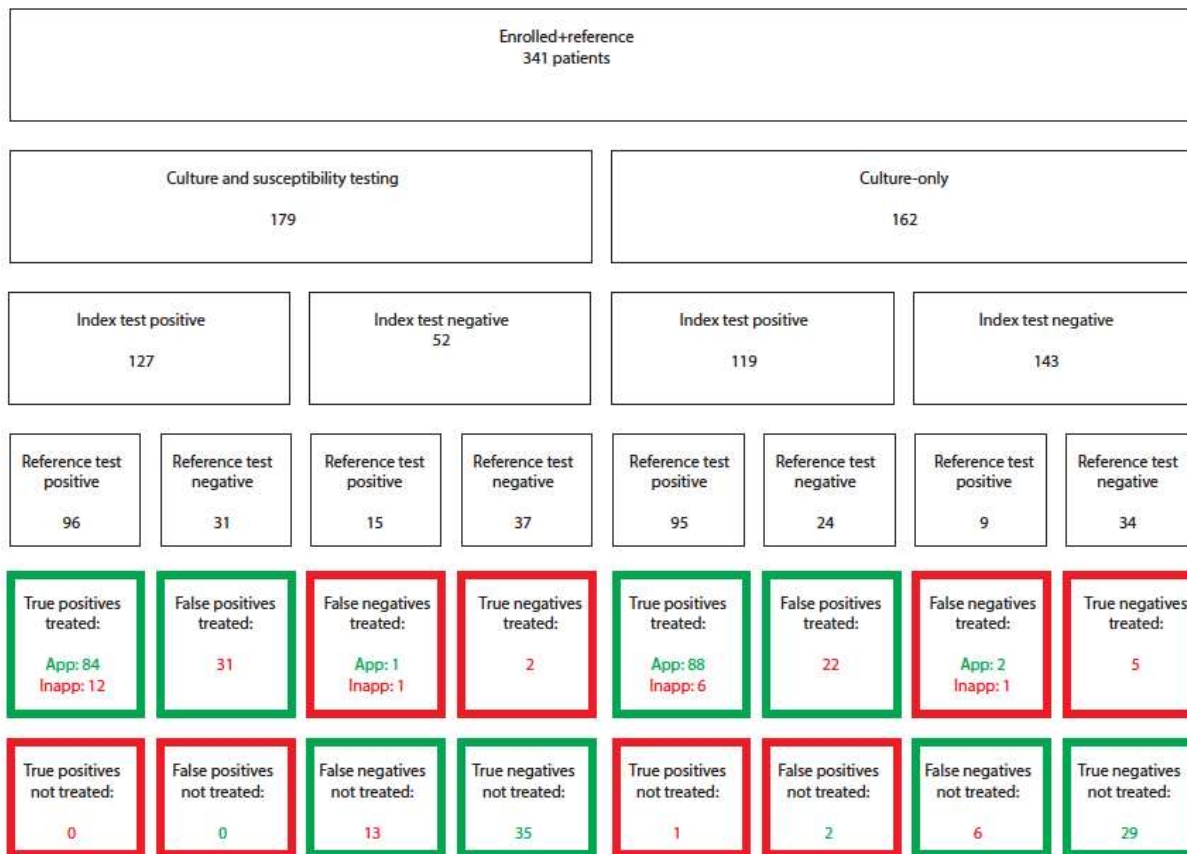 Enrolled+reference
341 patients
Culture and susceptibility testing
179
Culture-only
162
Index test positive
127
Index test negative
52
Index test positive
119
Index test negative
143
Reference test
positive
96
Reference test
negative
31
Reference test
positive
15
Reference test
negative
37
Reference test
positive
95
Reference test
negative
24
Reference test
positive
9
Reference test
negative
34
True positives
treated:
App: 84
Inapp: 12
False positives
treated:
31
False negatives
treated:
App: 1
Inapp: 1
True negatives
treated:
2
True positives
treated:
App: 88
Inapp: 6
False positives
treated:
22
False negatives
treated:
App: 2
Inapp: 1
True negatives
treated:
5
True positives
not treated:
0
False positives
not treated:
0
False negatives
not treated:
13
True negatives
not treated:
35
True positives
not treated:
1
False positives
not treated:
2
False negatives
not treated:
6
True negatives
not treated:
29